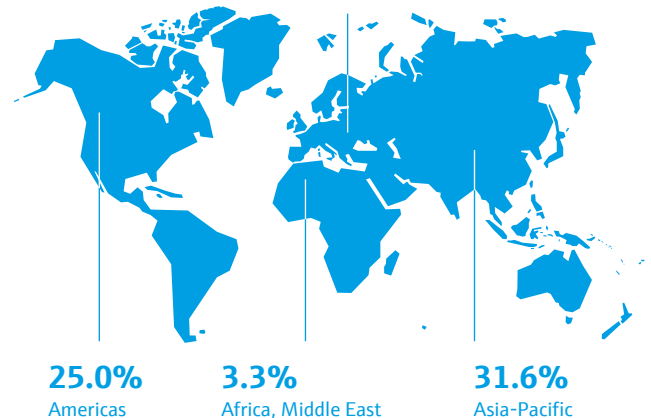 25.0%
Americas
3.3%
Africa, Middle East
31.6%
Asia-Pacific